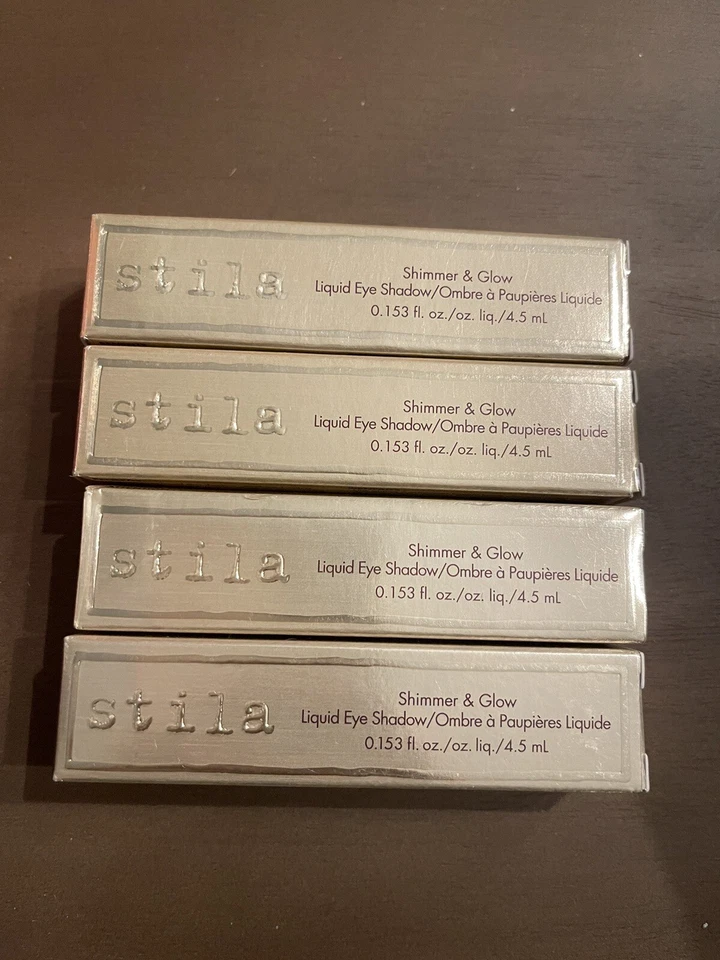 stila
Shimmer & Glow
Liquid Eye Shadow/Ombre à Paupières Liquide
0.153 fl. oz./oz. liq./4.5 mL
stila
Shimmer & Glow
Liquid Eye Shadow/Ombre à Paupières Liquide
0.153 fl. oz./oz. liq./4.5 mL
stila
Shimmer & Glow
Liquid Eye Shadow/Ombre à Paupières Liquide
0.153 fl. oz./oz. liq./4.5 mL
stila
Shimmer & Glow
Liquid Eye Shadow/Ombre à Paupières Liquide
0.153 fl. oz./oz. liq./4.5 mL